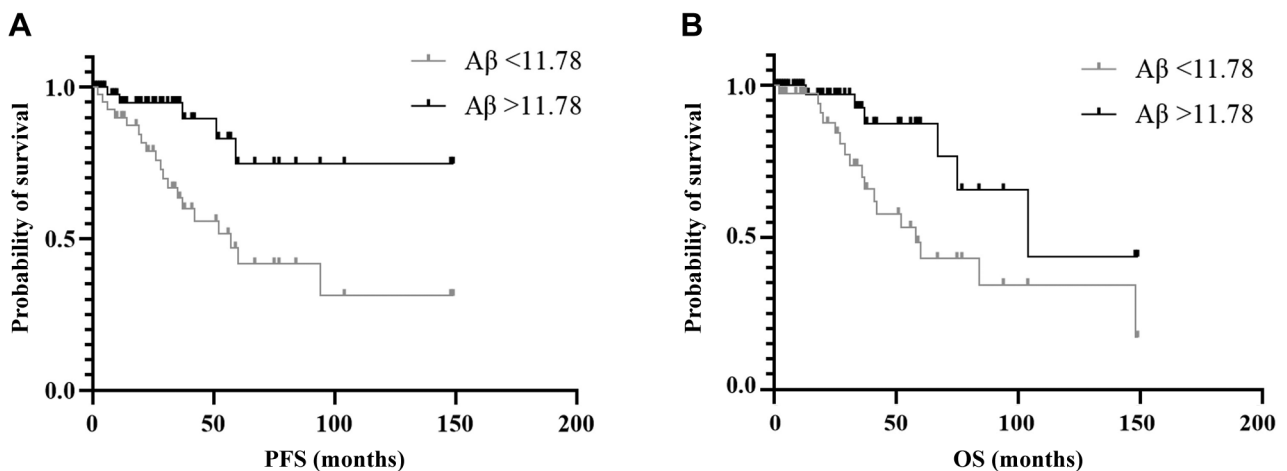 A
Aβ <11.78
Aβ >11.78
Probability of survival
1.0
0.5
0.0
0
50
100
150
200
PFS (months)
B
Aβ <11.78
Aβ >11.78
Probability of survival
1.0
0.5
0.0
0
50
100
150
200
OS (months)